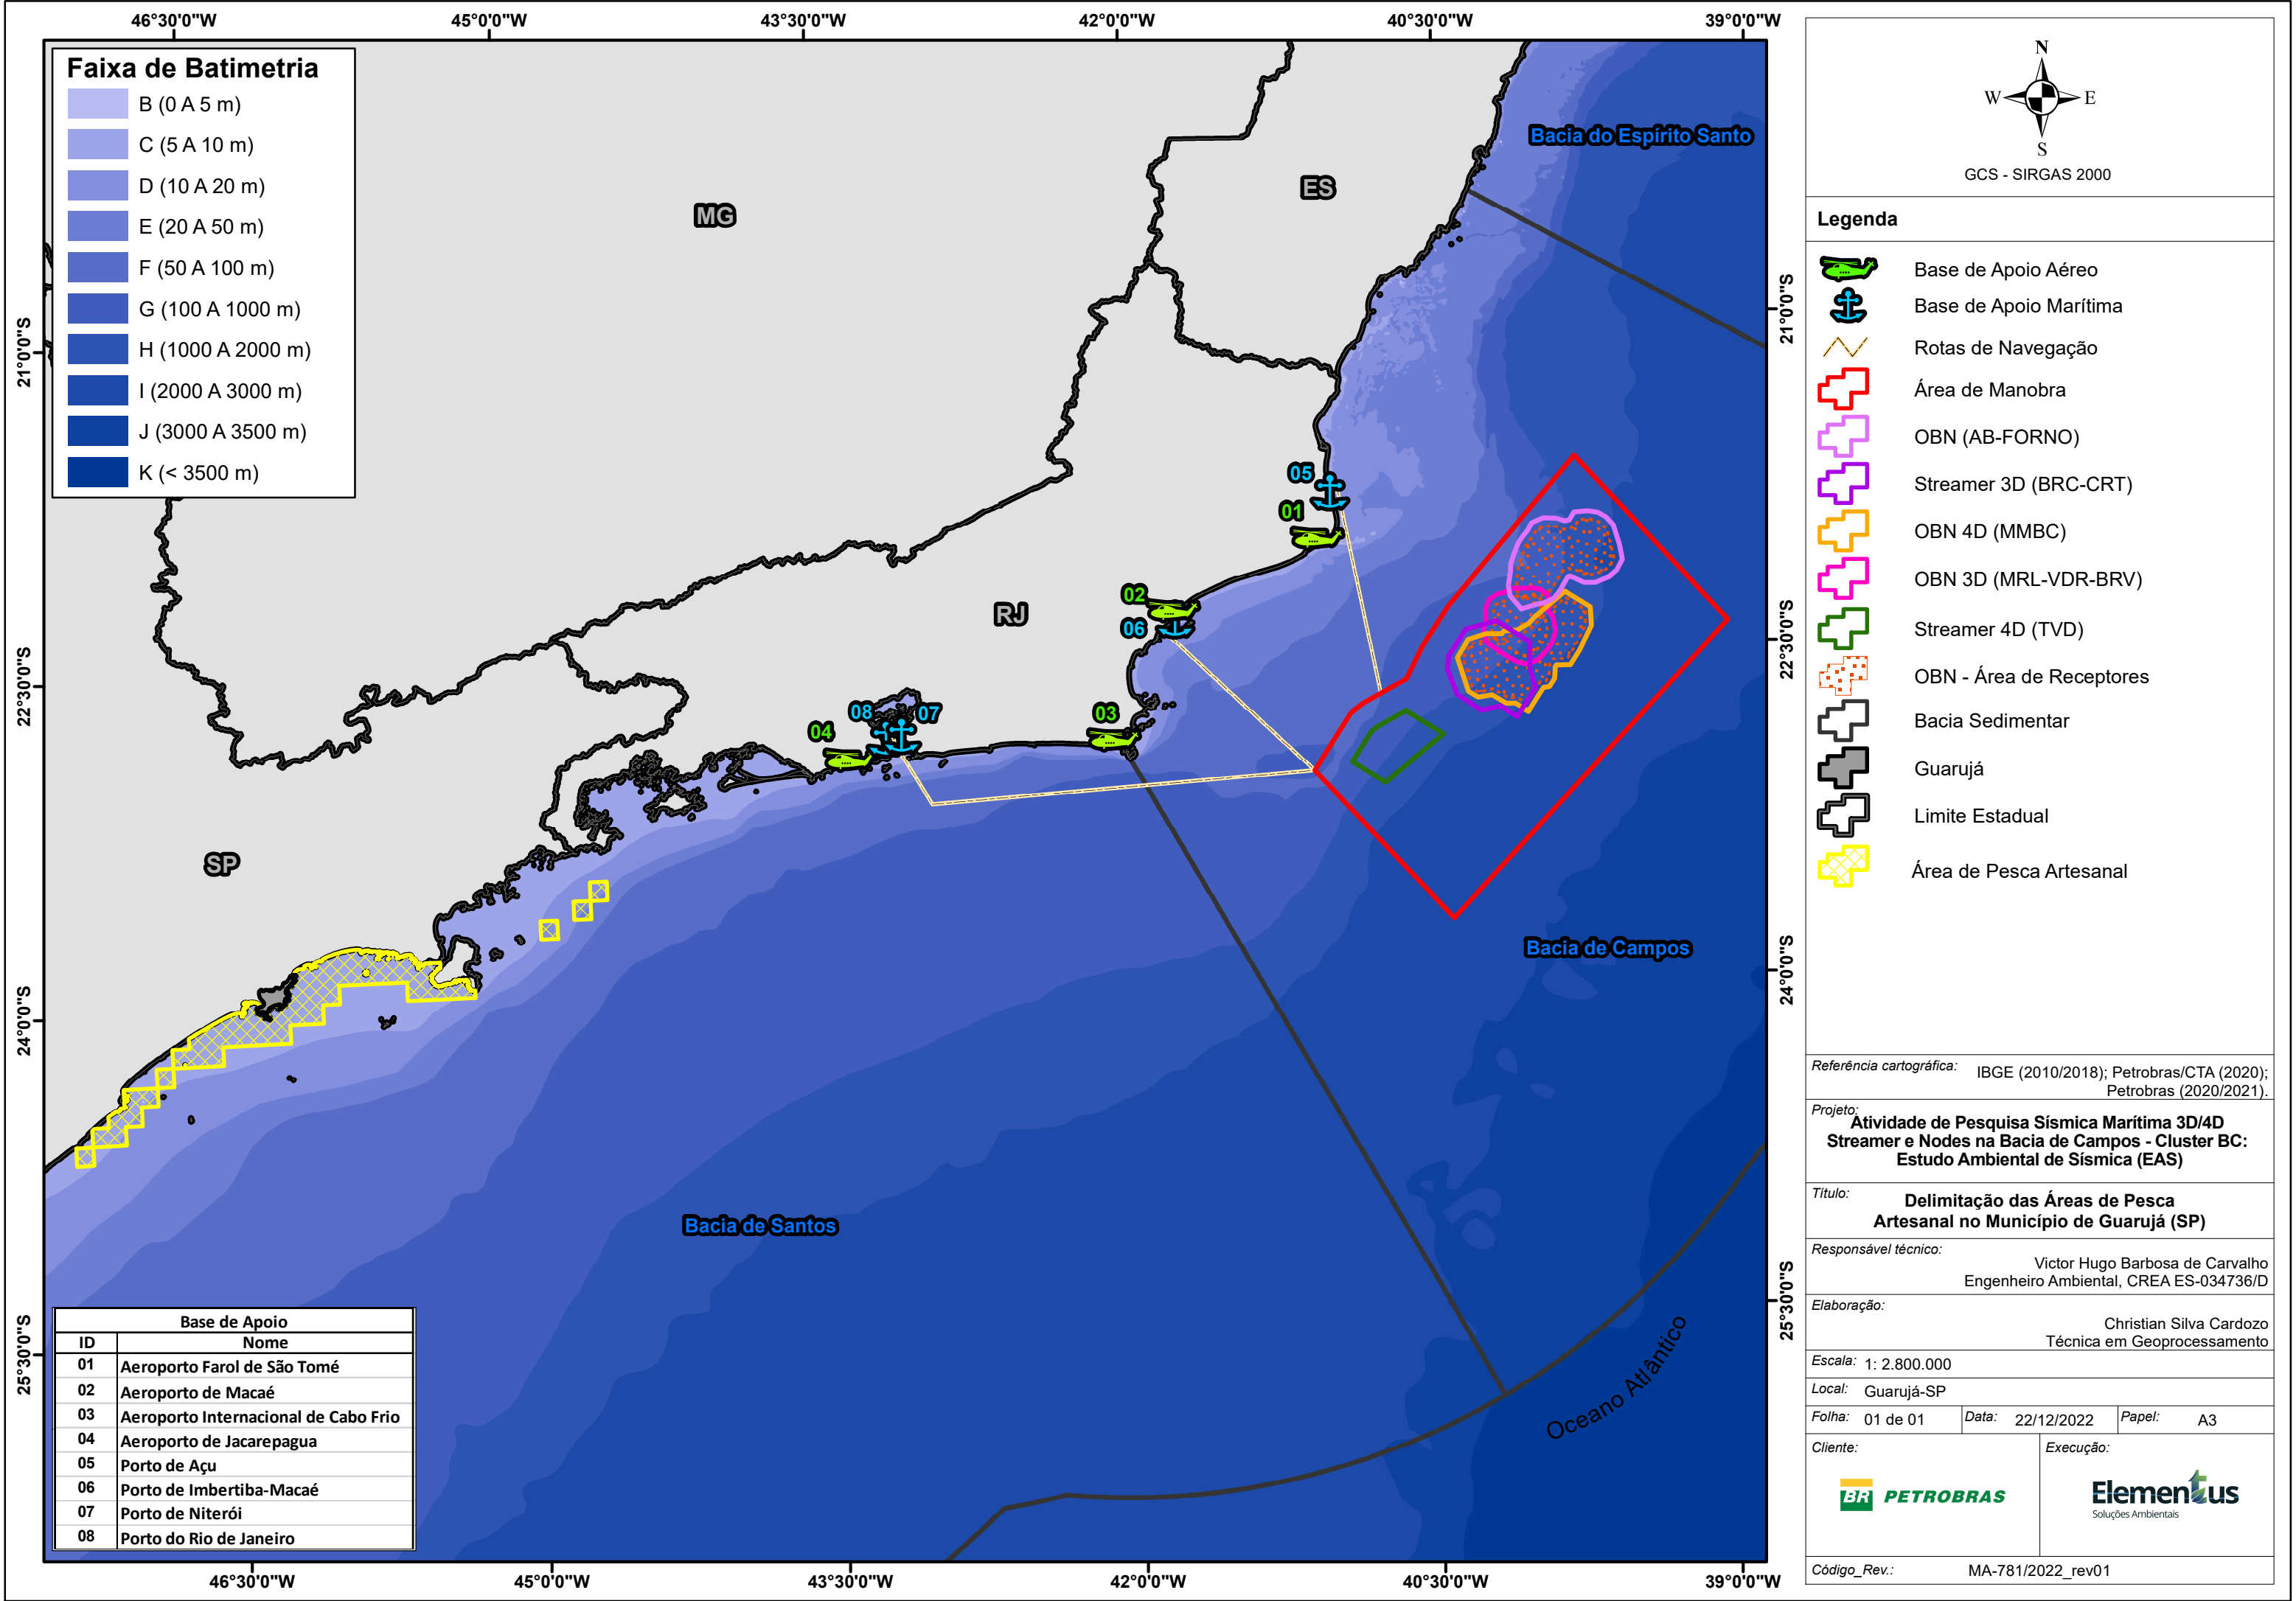 46°30'0"W 45°0'0"W 43°30'0"W 42°0'0"W 40°30'0"W 39°0'0"W
Faixa de Batimetria
B (0 A 5 m)
C (5 A 10 m)
D (10 A 20 m)
E (20 A 50 m)
F (50 A 100 m)
G (100 A 1000 m)
H (1000 A 2000 m)
I (2000 A 3000 m)
J (3000 A 3500 m)
K (< 3500 m)
21°0'0"S
22°30'0"S
24°0'0"S
25°30'0"S
MG
ES
RJ
SP
Bacia do Espírito Santo
Bacia de Campos
Bacia de Santos
Oceano Atlântico
05
01
02
06
03
08
07
04
21°0'0"S
22°30'0"S
24°0'0"S
25°30'0"S
Base de Apoio
ID Nome
01 Aeroporto Farol de São Tomé
02 Aeroporto de Macaé
03 Aeroporto Internacional de Cabo Frio
04 Aeroporto de Jacarepagua
05 Porto de Açu
06 Porto de Imbertiba-Macaé
07 Porto de Niterói
08 Porto do Rio de Janeiro
46°30'0"W 45°0'0"W 43°30'0"W 42°0'0"W 40°30'0"W 39°0'0"W
N
W E
S
GCS - SIRGAS 2000
Legenda
Base de Apoio Aéreo
Base de Apoio Marítima
Rotas de Navegação
Área de Manobra
OBN (AB-FORNO)
Streamer 3D (BRC-CRT)
OBN 4D (MMBC)
OBN 3D (MRL-VDR-BRV)
Streamer 4D (TVD)
OBN - Área de Receptores
Bacia Sedimentar
Guarujá
Limite Estadual
Área de Pesca Artesanal
Referência cartográfica: IBGE (2010/2018); Petrobras/CTA (2020);
Petrobras (2020/2021).
Projeto:
Atividade de Pesquisa Sísmica Marítima 3D/4D
Streamer e Nodes na Bacia de Campos - Cluster BC:
Estudo Ambiental de Sísmica (EAS)
Título: Delimitação das Áreas de Pesca
Artesanal no Município de Guarujá (SP)
Responsável técnico:
Victor Hugo Barbosa de Carvalho
Engenheiro Ambiental, CREA ES-034736/D
Elaboração:
Christian Silva Cardozo
Técnica em Geoprocessamento
Escala: 1: 2.800.000
Local: Guarujá-SP
Folha: 01 de 01 Data: 22/12/2022 Papel: A3
Cliente: Execução:
BR PETROBRAS
Elementus
Soluções Ambientais
Código_Rev.: MA-781/2022_rev01